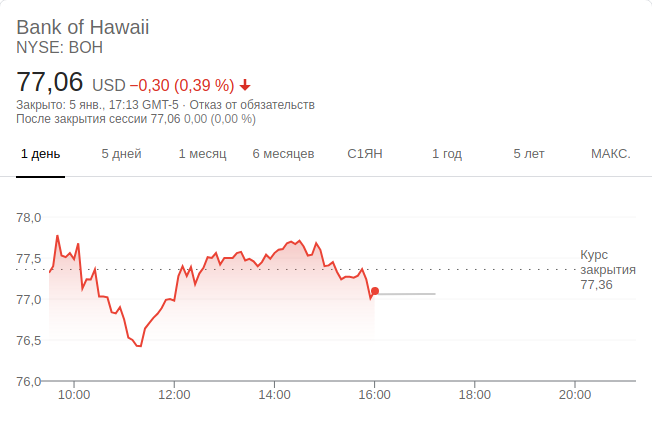 Bank of Hawaii
NYSE: BOH
77,06 USD −0,30 (0,39 %)
Закрыто: 5 янв., 17:13 GMT-5 · Отказ от обязательств
После закрытия сессии 77,06 0,00 (0,00 %)
1 день 5 дней 1 месяц 6 месяцев С1ЯН 1 год 5 лет МАКС.
78,0
77,5
77,0
76,5
76,0
Курс
закрытия
77,36
10:00 12:00 14:00 16:00 18:00 20:00